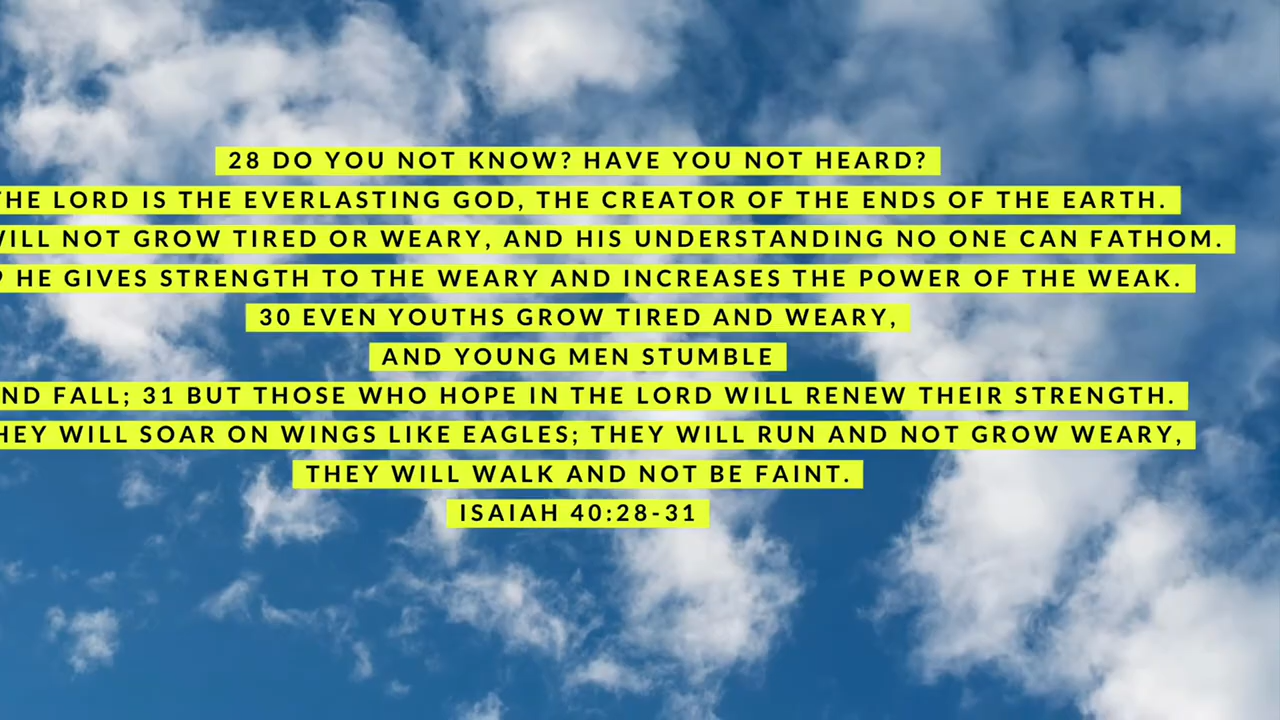 28 DO YOU NOT KNOW? HAVE YOU NOT HEARD?
THE LORD IS THE EVERLASTING GOD, THE CREATOR OF THE ENDS OF THE EARTH.
WILL NOT GROW TIRED OR WEARY, AND HIS UNDERSTANDING NO ONE CAN FATHOM.
HE GIVES STRENGTH TO THE WEARY AND INCREASES THE POWER OF THE WEAK.
30 EVEN YOUTHS GROW TIRED AND WEARY,
AND YOUNG MEN STUMBLE
ND FALL; 31 BUT THOSE WHO HOPE IN THE LORD WILL RENEW THEIR STRENGTH.
HEY WILL SOAR ON WINGS LIKE EAGLES; THEY WILL RUN AND NOT GROW WEARY,
THEY WILL WALK AND NOT BE FAINT.
ISAIAH 40:28-31